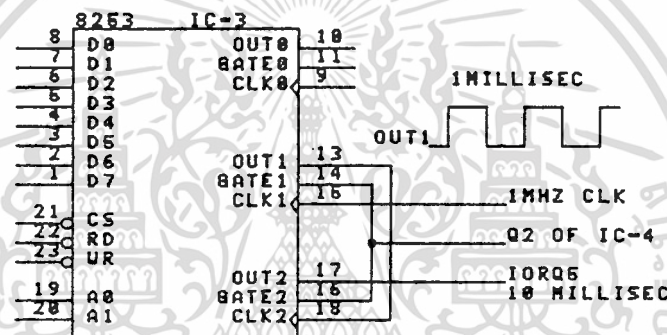 8253 IC-3
8 D0 OUT0 10
7 D1 GATE0 11
6 D2 CLK0 9
5 D3
4 D4
3 D5
2 D6 OUT1 13
1 D7 GATE1 14
CLK1 15
21 CS
22 RD
23 WR
OUT2 17
19 A0 GATE2 16
20 A1 CLK2 18
1MILLISEC
OUT1
1MHZ CLK
Q2 OF IC-4
IORQ5
10 MILLISEC